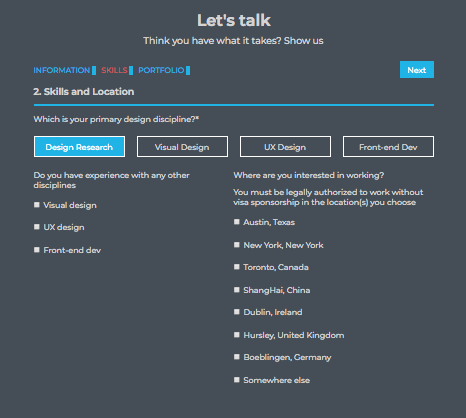 Let's talk
Think you have what it takes? Show us
INFORMATION SKILLS PORTFOLIO
Next
2. Skills and Location
Which is your primary design discipline?*
Design Research
Visual Design
UX Design
Front-end Dev
Do you have experience with any other
disciplines
Visual design
UX design
Front-end dev
Where are you interested in working?
You must be legally authorized to work without
visa sponsorship in the location(s) you choose
Austin, Texas
New York, New York
Toronto, Canada
ShangHai, China
Dublin, Ireland
Hursley, United Kingdom
Boeblingen, Germany
Somewhere else